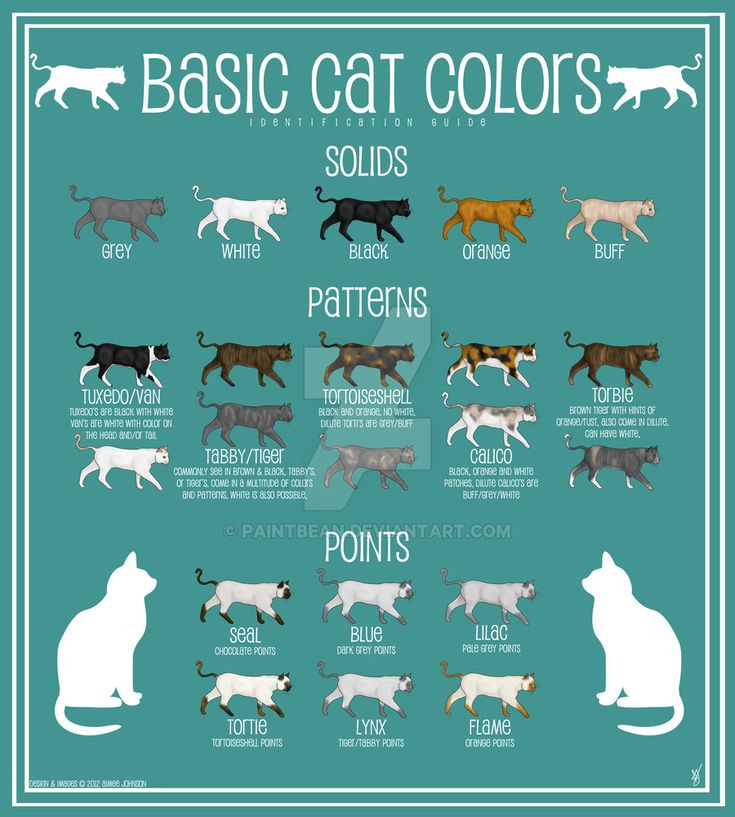 BASIC CAT COLORS
IDENTIFICATION GUIDE
SOLIDS
GREY
WHITE
BLACK
ORANGE
BUFF
PATTERNS
TUXEDO/VAN
TUXEDO'S ARE BLACK WITH WHITE
VAN'S ARE WHITE WITH COLOR ON
THE HEAD AND/OR TAIL
TABBY/TIGER
COMMONLY SEE IN BROWN & BLACK, TABBY'S,
OR TIGER'S, COME IN A MULTITUDE OF COLORS
AND PATTERNS. WHITE IS ALSO POSSIBLE.
TORTOISESHELL
BLACK AND ORANGE, NO WHITE,
DILUTE TORTI'S ARE GREY/BUFF
CALICO
BLACK, ORANGE AND WHITE
PATCHES, DILUTE CALICO'S ARE
BUFF/GREY/WHITE
TORBIE
BROWN TIGER WITH HINTS OF
ORANGE/RUST, ALSO COME IN DILUTE.
CAN HAVE WHITE.
© PAINTBEAN.DEVIANTART.COM
POINTS
SEAL
CHOCOLATE POINTS
BLUE
DARK GREY POINTS
LILAC
PALE GREY POINTS
TORTIE
TORTOISESHELL POINTS
LYNX
TIGER/TABBY POINTS
FLAME
ORANGE POINTS
DESIGN & IMAGES © 2012 AIMEE JOHNSON